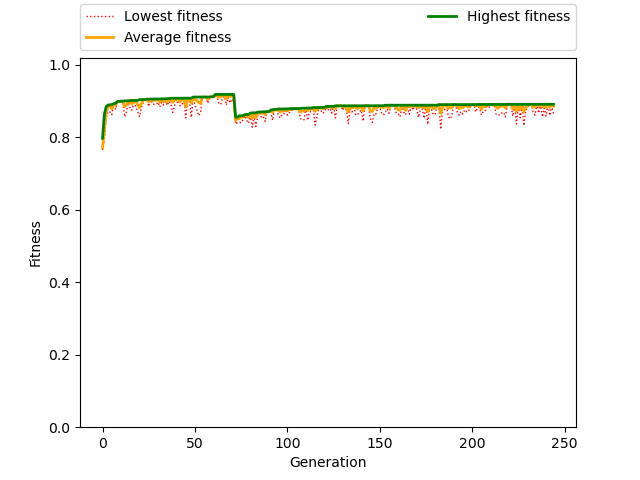 Lowest fitness
Average fitness
Highest fitness
1.0
0.8
0.6
0.4
0.2
0.0
Fitness
0 50 100 150 200 250
Generation